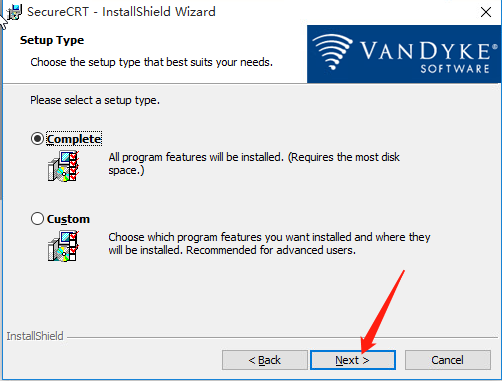 SecureCRT - InstallShield Wizard
Setup Type
Choose the setup type that best suits your needs.
VANDYKE
SOFTWARE
Please select a setup type.
Complete
All program features will be installed. (Requires the most disk
space.)
Custom
Choose which program features you want installed and where they
will be installed. Recommended for advanced users.
InstallShield
< Back
Next >
Cancel